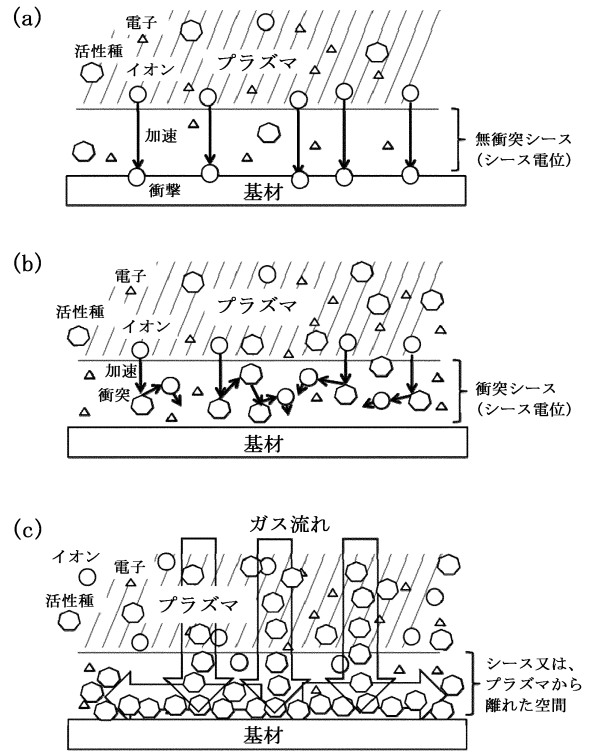 (a)
電子
活性種
イオン
プラズマ
加速
無衝突シース
(シース電位)
衝撃
基材
(b)
電子
プラズマ
活性種
イオン
加速
衝突
衝突シース
(シース電位)
基材
(c)
ガス流れ
イオン
電子
活性種
プラズマ
シース又は、
プラズマから
離れた空間
基材